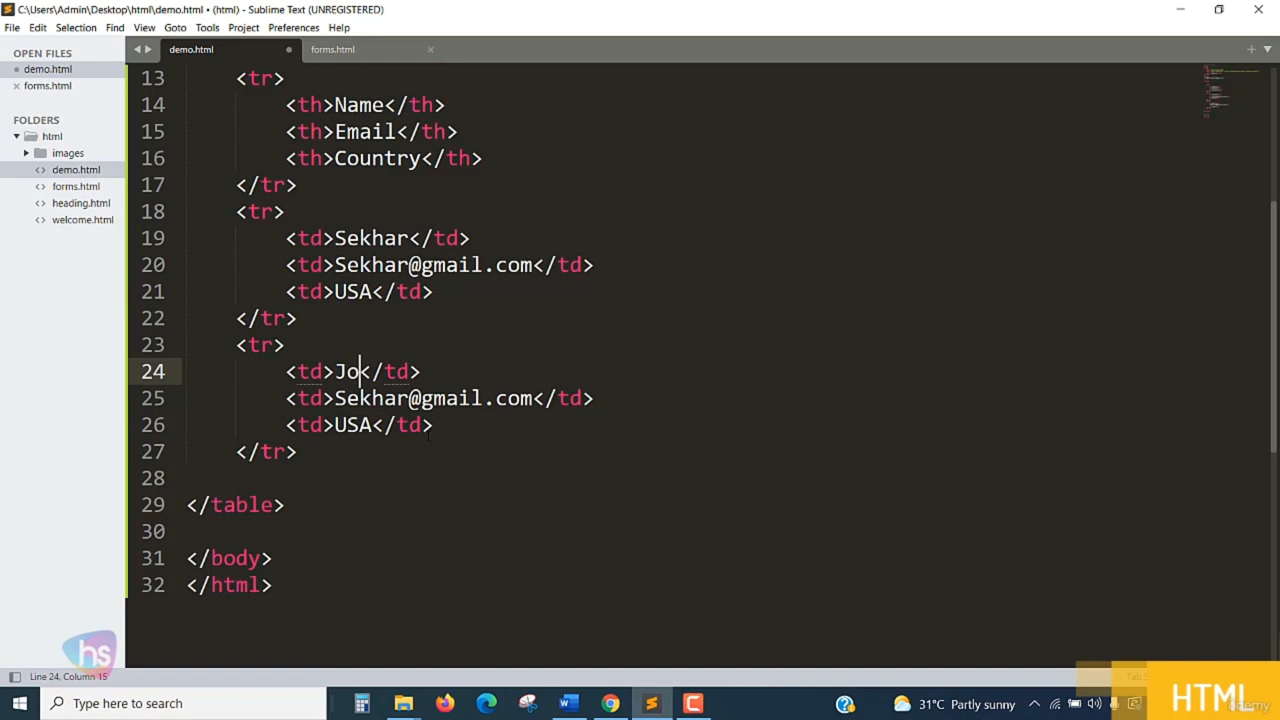 C:\Users\Admin\Desktop\html\demo.html • (html) - Sublime Text (UNREGISTERED)
File Edit Selection Find View Goto Tools Project Preferences Help
OPEN FILES
demo.html
forms.html
FOLDERS
html
images
demo.html
forms.html
heading.html
welcome.html
demo.html
forms.html
13 <tr>
14 <th>Name</th>
15 <th>Email</th>
16 <th>Country</th>
17 </tr>
18 <tr>
19 <td>Sekhar</td>
20 <td>Sekhar@gmail.com</td>
21 <td>USA</td>
22 </tr>
23 <tr>
24 <td>Jo</td>
25 <td>Sekhar@gmail.com</td>
26 <td>USA</td>
27 </tr>
28
29 </table>
30
31 </body>
32 </html>
hs
Line 24, Column 15
Tab S
HTML
Type here to search
31°C Partly sunny
Udemy